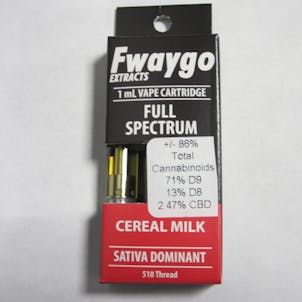 Fwaygo
EXTRACTS
1 mL VAPE CARTRIDGE
FULL
SPECTRUM
+/- 86%
Total
Cannabinoids
71% D9
13% D8
2.47% CBD
CEREAL MILK
SATIVA DOMINANT
510 Thread